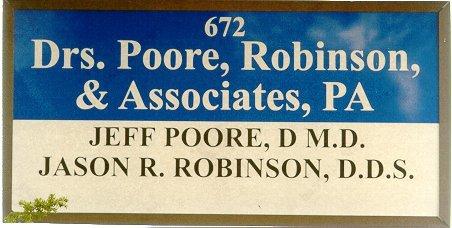 672
Drs. Poore, Robinson,
& Associates, PA
JEFF POORE, D M.D.
JASON R. ROBINSON, D.D.S.